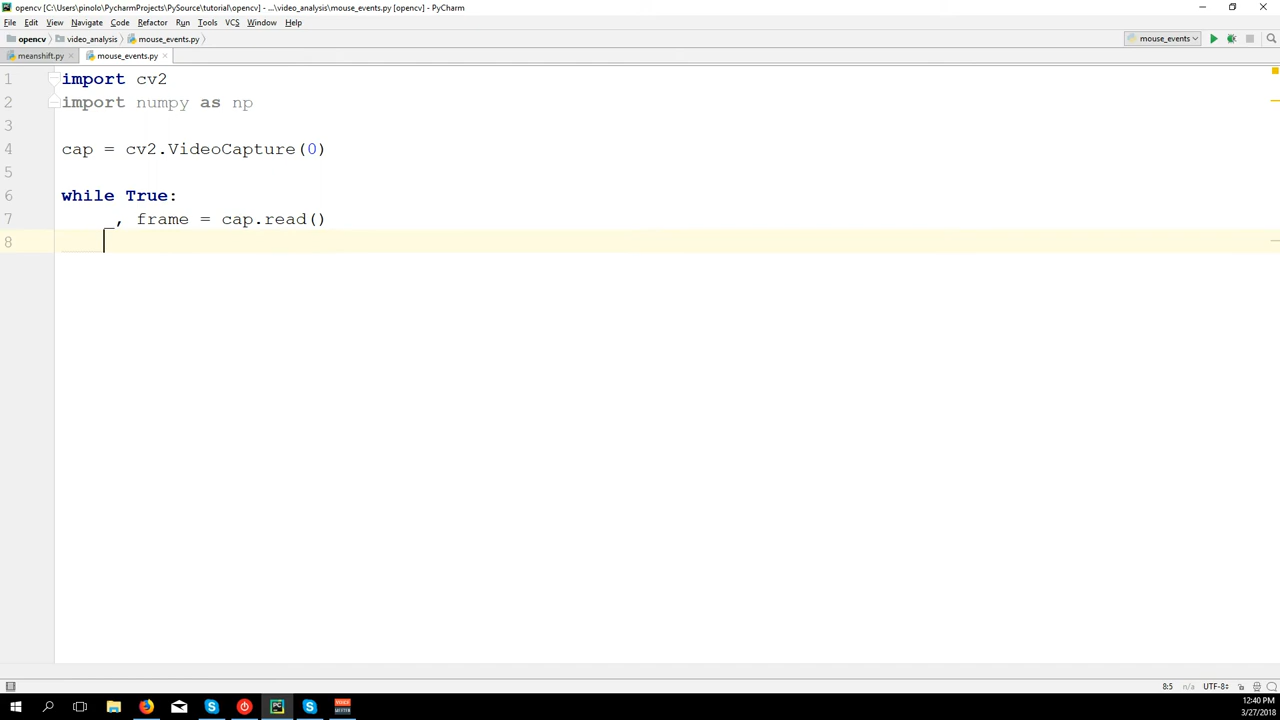 opencv [C:\Users\pinolo\PycharmProjects\PySource\tutorial\opencv] - ...\video_analysis\mouse_events.py [opencv] - PyCharm
File Edit View Navigate Code Refactor Run Tools VCS Window Help
opencv video_analysis mouse_events.py mouse_events
meanshift.py mouse_events.py
1 import cv2
2 import numpy as np
3
4 cap = cv2.VideoCapture(0)
5
6 while True:
7 _, frame = cap.read()
8
8:5 n/a UTF-8
PC
12:40 PM
3/27/2018